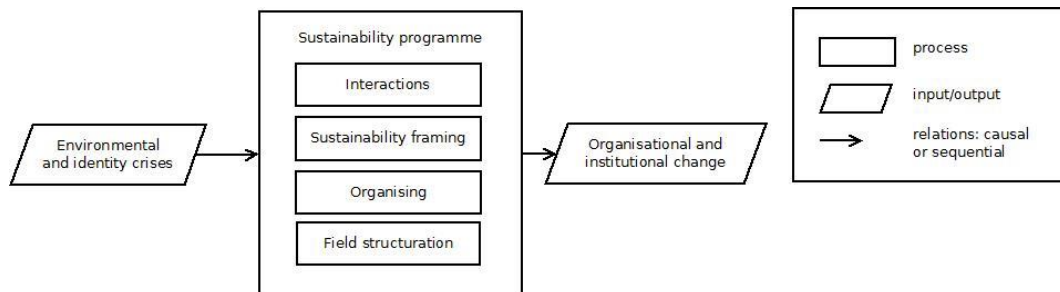 Sustainability programme
Interactions
Sustainability framing
Organising
Field structuration
Environmental
and identity crises
Organisational and
institutional change
process
input/output
relations: causal
or sequential